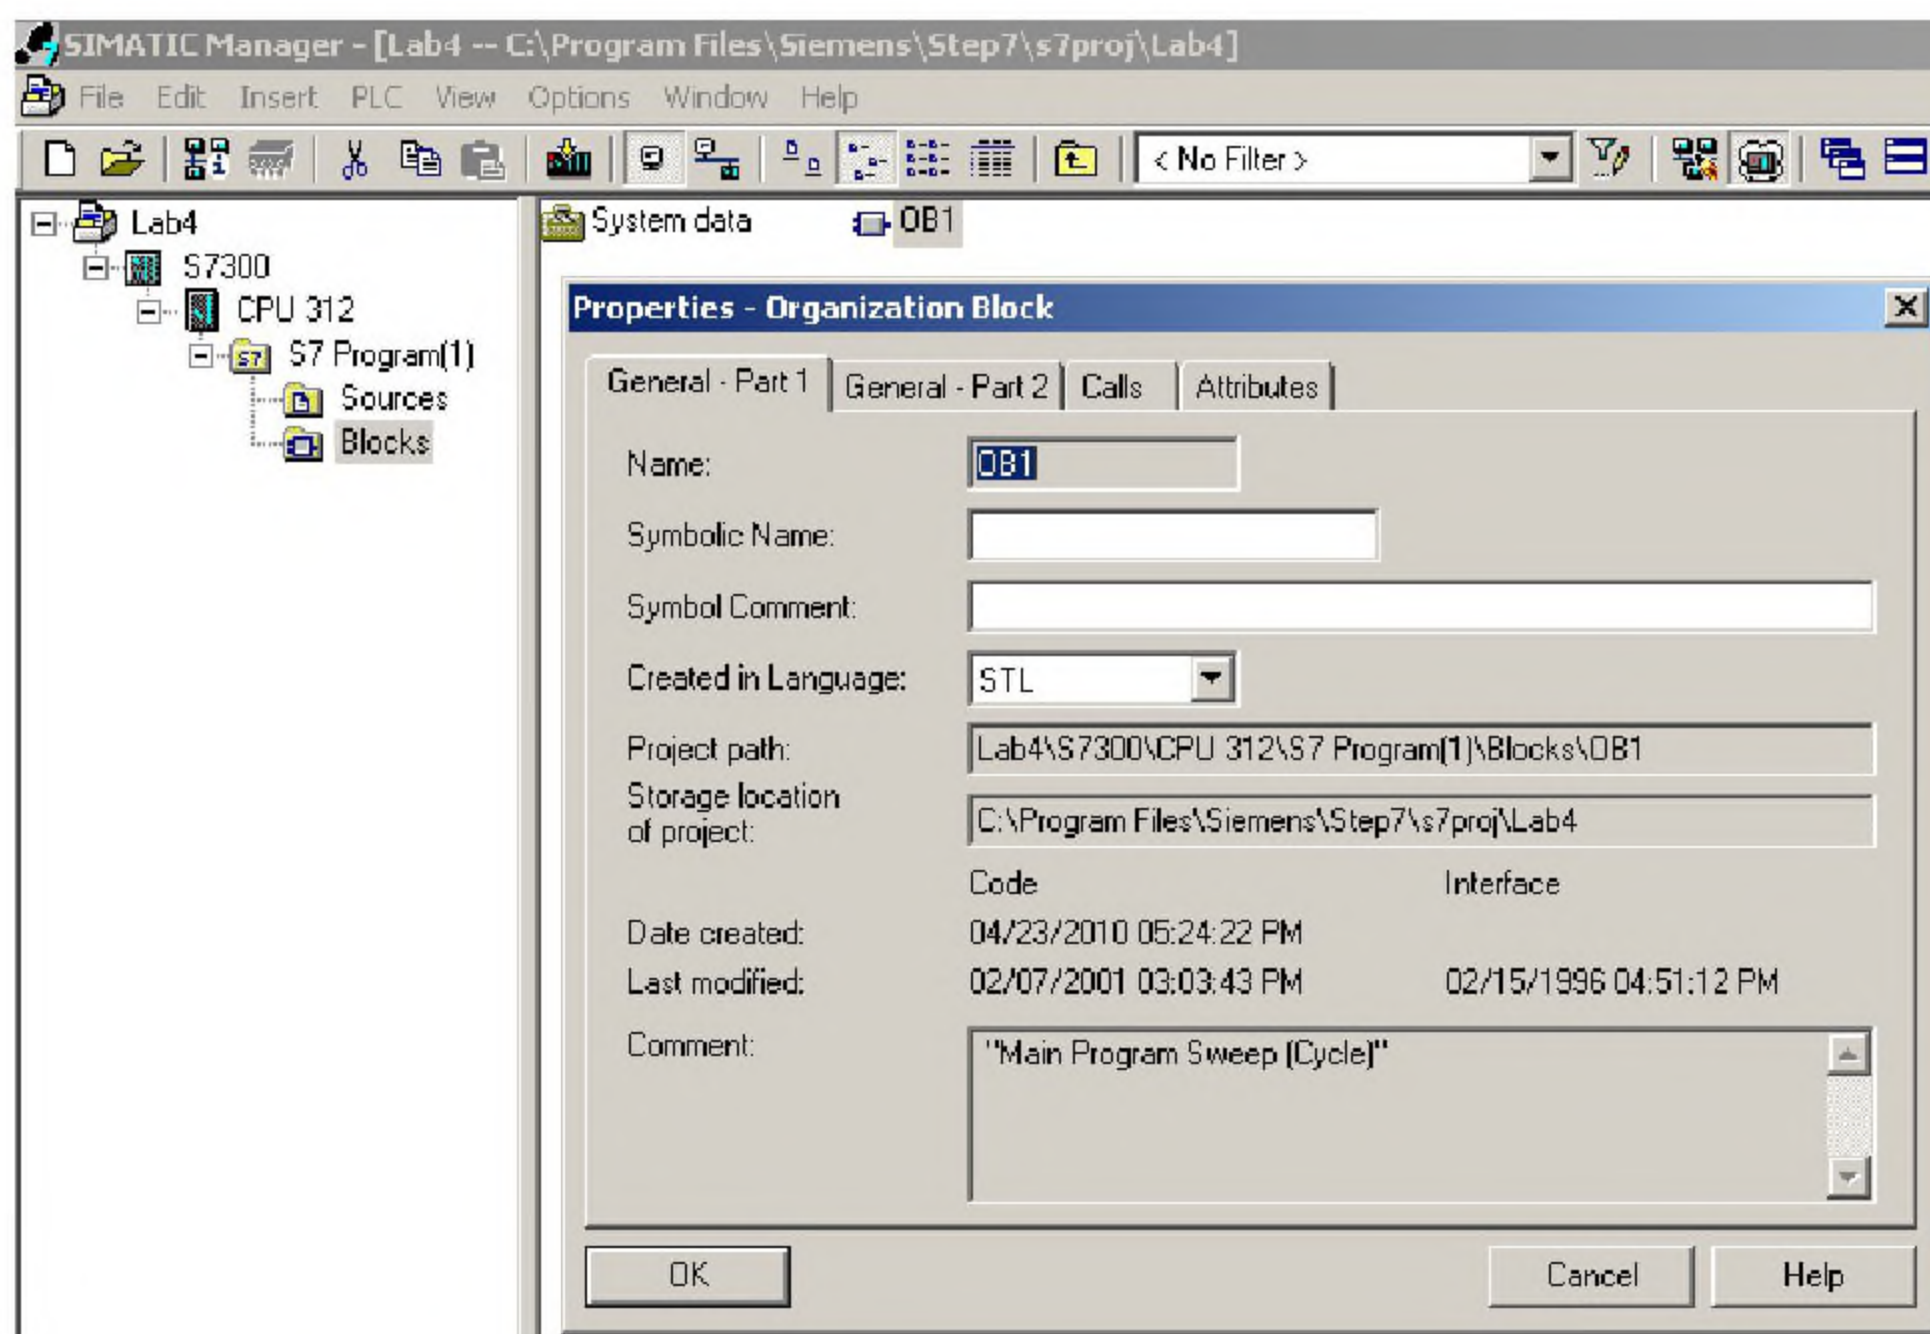 SIMATIC Manager - [Lab4 -- C:\Program Files\Siemens\Step7\s7proj\Lab4]
File Edit Insert PLC View Options Window Help
< No Filter >
Lab4
S7300
CPU 312
S7 Program(1)
Sources
Blocks
System data OB1
Properties - Organization Block
General - Part 1 General - Part 2 Calls Attributes
Name: OB1
Symbolic Name:
Symbol Comment:
Created in Language: STL
Project path: Lab4\S7300\CPU 312\S7 Program(1)\Blocks\OB1
Storage location
of project: C:\Program Files\Siemens\Step7\s7proj\Lab4
Code Interface
Date created: 04/23/2010 05:24:22 PM
Last modified: 02/07/2001 03:03:43 PM 02/15/1996 04:51:12 PM
Comment: "Main Program Sweep (Cycle)"
OK Cancel Help